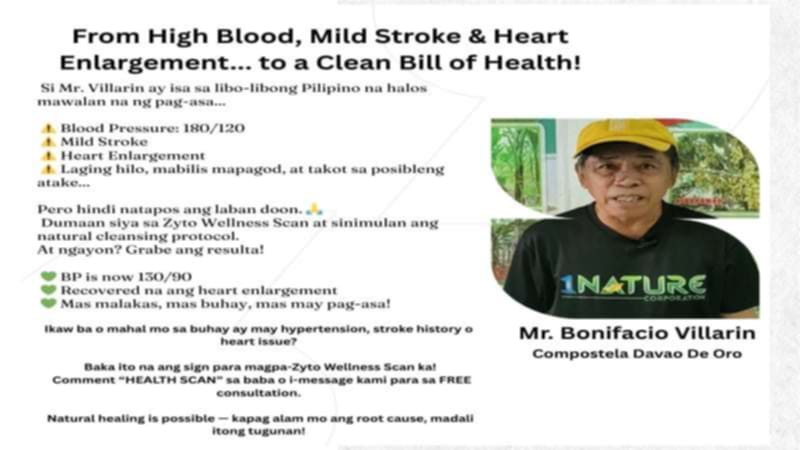 From High Blood, Mild Stroke & Heart
Enlargement... to a Clean Bill of Health!
Si Mr. Villarin ay isa sa libo-libong Pilipino na halos
mawalan na ng pag-asa...
⚠️ Blood Pressure: 180/120
⚠️ Mild Stroke
⚠️ Heart Enlargement
⚠️ Laging hilo, mabilis mapagod, at takot sa posibleng
atake...
Pero hindi natapos ang laban doon. 🙏
Dumaan siya sa Zyto Wellness Scan at sinimulan ang
natural cleansing protocol.
At ngayon? Grabe ang resulta!
💚 BP is now 130/90
💚 Recovered na ang heart enlargement
💚 Mas malakas, mas buhay, mas may pag-asa!
Ikaw ba o mahal mo sa buhay ay may hypertension, stroke history o
heart issue?
Baka ito na ang sign para magpa-Zyto Wellness Scan ka!
Comment “HEALTH SCAN” sa baba o i-message kami para sa FREE
consultation.
Natural healing is possible — kapag alam mo ang root cause, madali
itong tugunan!
1NATURE
CORPORATION
Mr. Bonifacio Villarin
Compostela Davao De Oro